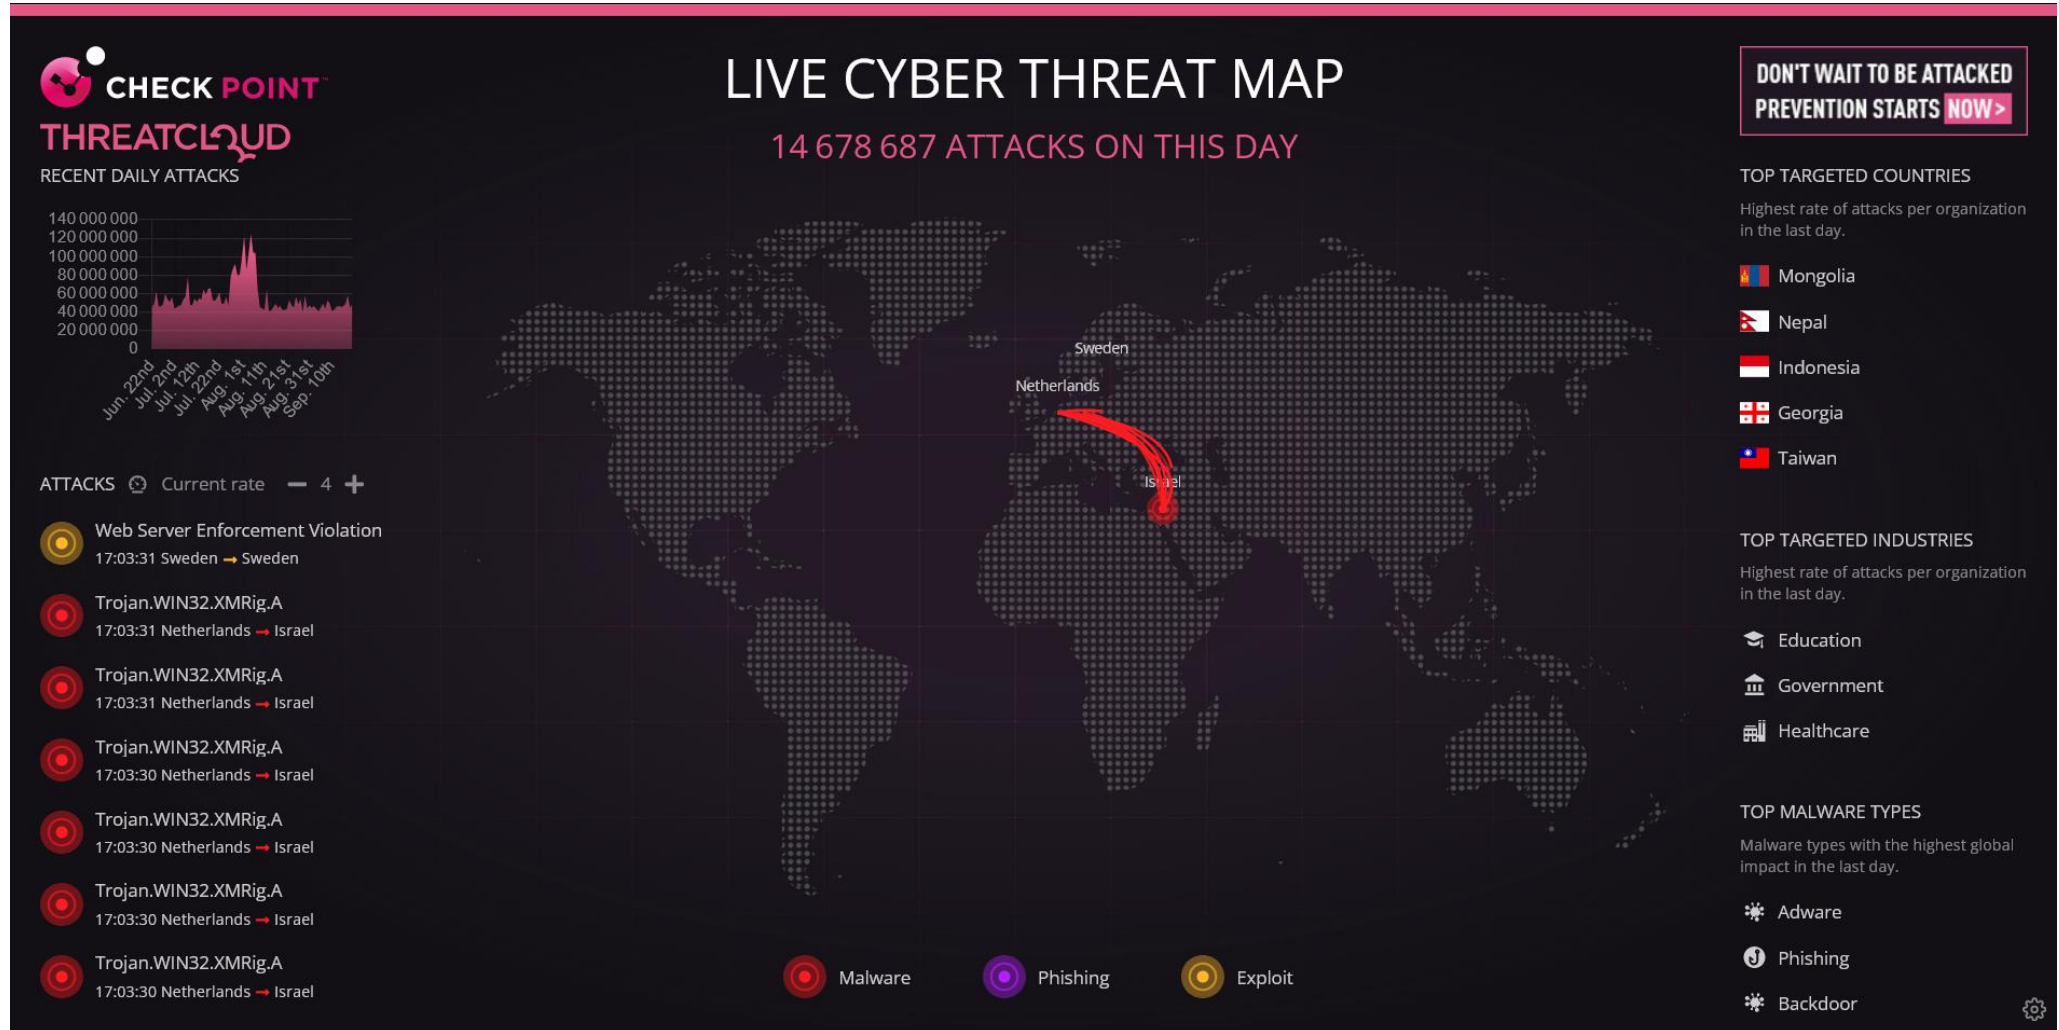 CHECK POINT™
THREATCLOUD
RECENT DAILY ATTACKS
140 000 000
120 000 000
100 000 000
80 000 000
60 000 000
40 000 000
20 000 000
0
Jun. 22nd
Jul. 2nd
Jul. 12th
Jul. 22nd
Aug. 1st
Aug. 11th
Aug. 21st
Aug. 31st
Sep. 10th
ATTACKS Current rate − 4 +
Web Server Enforcement Violation
17:03:31 Sweden → Sweden
Trojan.WIN32.XMRig.A
17:03:31 Netherlands → Israel
Trojan.WIN32.XMRig.A
17:03:31 Netherlands → Israel
Trojan.WIN32.XMRig.A
17:03:30 Netherlands → Israel
Trojan.WIN32.XMRig.A
17:03:30 Netherlands → Israel
Trojan.WIN32.XMRig.A
17:03:30 Netherlands → Israel
Trojan.WIN32.XMRig.A
17:03:30 Netherlands → Israel
LIVE CYBER THREAT MAP
14 678 687 ATTACKS ON THIS DAY
Sweden
Netherlands
Israel
Malware
Phishing
Exploit
DON'T WAIT TO BE ATTACKED
PREVENTION STARTS NOW >
TOP TARGETED COUNTRIES
Highest rate of attacks per organization
in the last day.
Mongolia
Nepal
Indonesia
Georgia
Taiwan
TOP TARGETED INDUSTRIES
Highest rate of attacks per organization
in the last day.
Education
Government
Healthcare
TOP MALWARE TYPES
Malware types with the highest global
impact in the last day.
Adware
Phishing
Backdoor